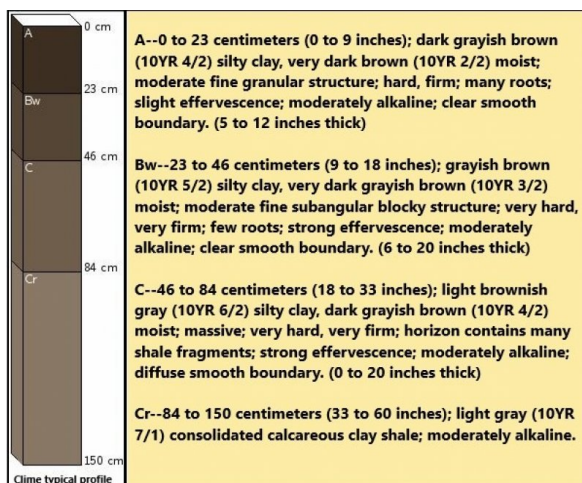 A
0 cm
23 cm
Bw
46 cm
C
84 cm
Cr
150 cm
Clime typical profile
A--0 to 23 centimeters (0 to 9 inches); dark grayish brown
(10YR 4/2) silty clay, very dark brown (10YR 2/2) moist;
moderate fine granular structure; hard, firm; many roots;
slight effervescence; moderately alkaline; clear smooth
boundary. (5 to 12 inches thick)
Bw--23 to 46 centimeters (9 to 18 inches); grayish brown
(10YR 5/2) silty clay, very dark grayish brown (10YR 3/2)
moist; moderate fine subangular blocky structure; very hard,
very firm; few roots; strong effervescence; moderately
alkaline; clear smooth boundary. (6 to 20 inches thick)
C--46 to 84 centimeters (18 to 33 inches); light brownish
gray (10YR 6/2) silty clay, dark grayish brown (10YR 4/2)
moist; massive; very hard, very firm; horizon contains many
shale fragments; strong effervescence; moderately alkaline;
diffuse smooth boundary. (0 to 20 inches thick)
Cr--84 to 150 centimeters (33 to 60 inches); light gray (10YR
7/1) consolidated calcareous clay shale; moderately alkaline.